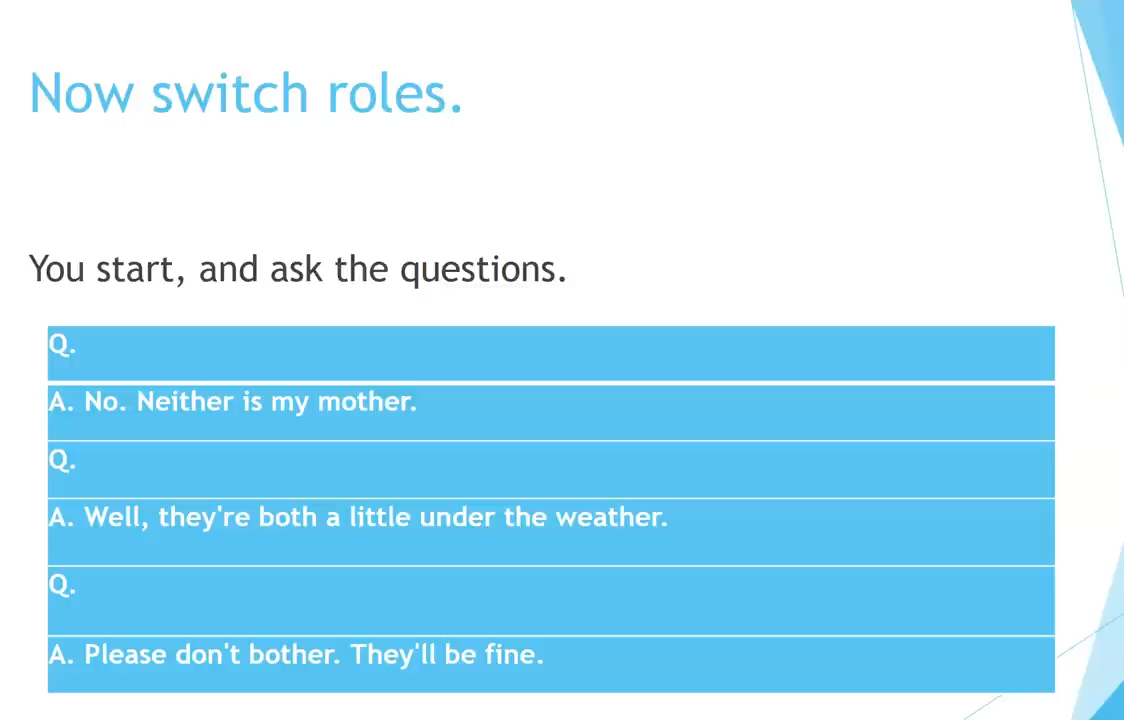 Now switch roles.
You start, and ask the questions.
Q.
A. No. Neither is my mother.
Q.
A. Well, they're both a little under the weather.
Q.
A. Please don't bother. They'll be fine.